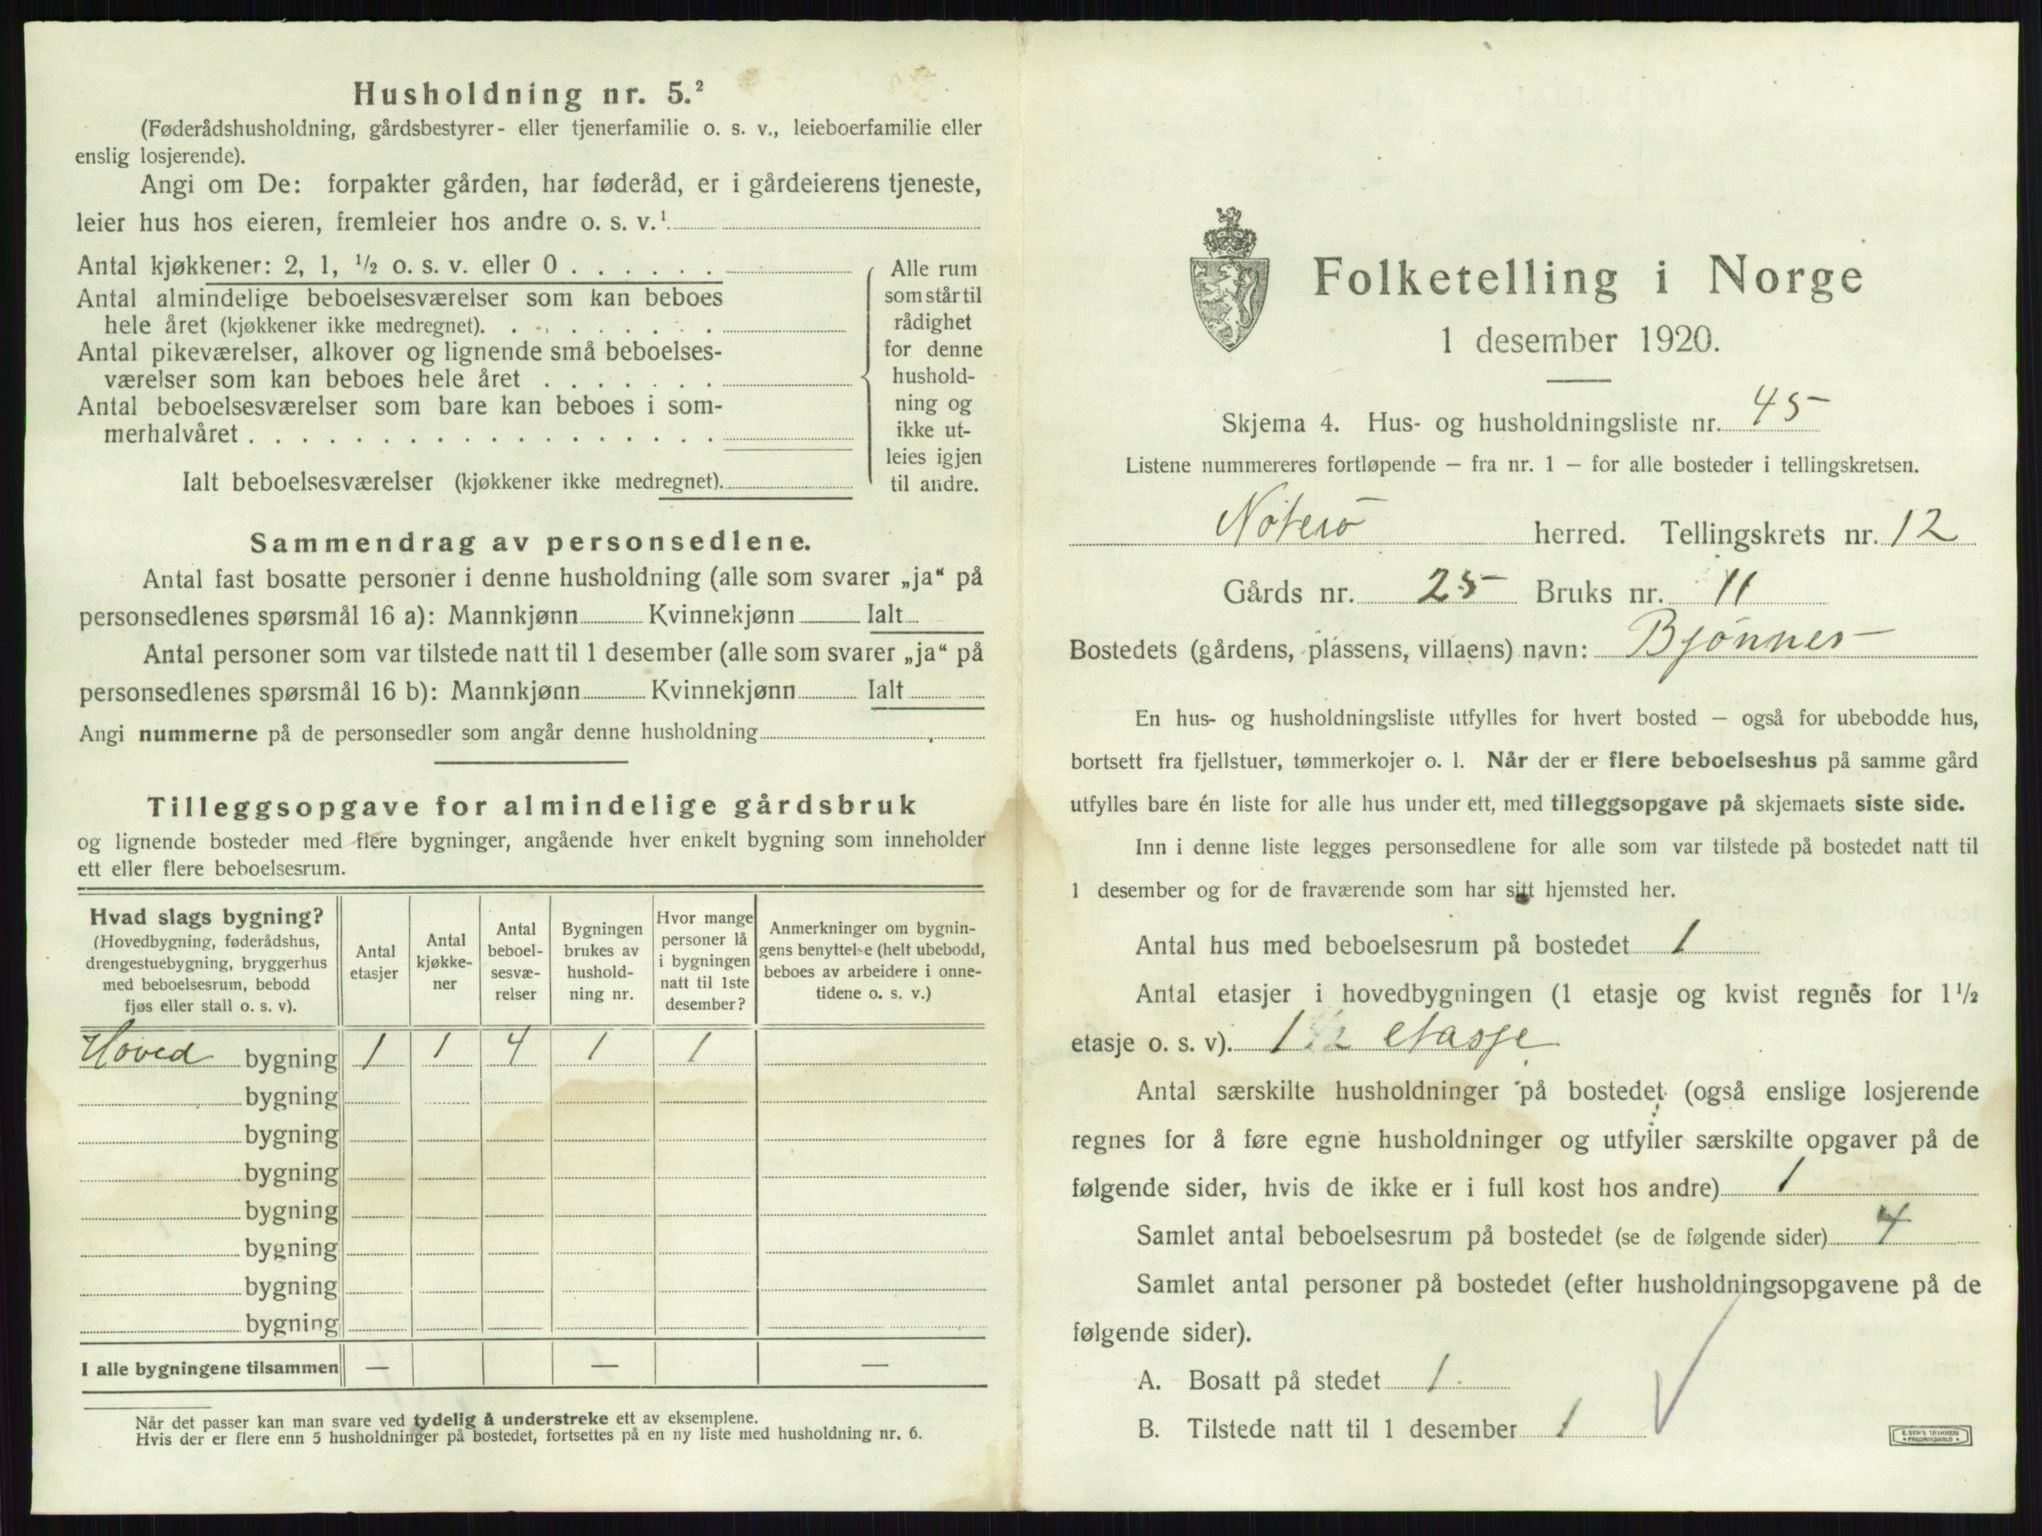 Husholdning nr. 5.²
(Føderådshusholdning, gårdsbestyrer- eller tjenerfamilie o. s. v., leieboerfamilie eller
enslig losjerende).
Angi om De: forpakter gården, har føderåd, er i gårdeierens tjeneste,
leier hus hos eieren, fremleier hos andre o. s. v.¹
Antal kjøkkener: 2, 1, ½ o. s. v. eller 0
Antal almindelige beboelsesværelser som kan beboes
hele året (kjøkkener ikke medregnet).
Antal pikeværelser, alkover og lignende små beboelses-
værelser som kan beboes hele året
Antal beboelsesværelser som bare kan beboes i som-
merhalvåret
Ialt beboelsesværelser (kjøkkener ikke medregnet).
Alle rum
som står til
rådighet
for denne
hushold-
ning og
ikke ut-
leies igjen
til andre.
Sammendrag av personsedlene.
Antal fast bosatte personer i denne husholdning (alle som svarer „ja“ på
personsedlenes spørsmål 16 a): Mannkjønn Kvinnekjønn Ialt
Antal personer som var tilstede natt til 1 desember (alle som svarer „ja“ på
personsedlenes spørsmål 16 b): Mannkjønn Kvinnekjønn Ialt
Angi nummerne på de personsedler som angår denne husholdning
Tilleggsopgave for almindelige gårdsbruk
og lignende bosteder med flere bygninger, angående hver enkelt bygning som inneholder
ett eller flere beboelsesrum.
Hvad slags bygning?
(Hovedbygning, føderådshus,
drengestuebygning, bryggerhus
med beboelsesrum, bebodd
fjøs eller stall o. s. v).
Antal
etasjer
Antal
kjøkke-
ner
Antal
beboel-
sesvæ-
relser
Bygningen
brukes av
hushold-
ning nr.
Hvor mange
personer lå
i bygningen
natt til 1ste
desember?
Anmerkninger om bygnin-
gens benyttelse (helt ubebodd,
beboes av arbeidere i onne-
tidene o. s. v.)
Hoved bygning 1 1 4 1 1
bygning
bygning
bygning
bygning
bygning
bygning
bygning
I alle bygningene tilsammen — — —
Når det passer kan man svare ved tydelig å understreke ett av eksemplene.
Hvis der er flere enn 5 husholdninger på bostedet, fortsettes på en ny liste med husholdning nr. 6.
Folketelling i Norge
1 desember 1920.
Skjema 4. Hus- og husholdningsliste nr. 45
Listene nummereres fortløpende — fra nr. 1 — for alle bosteder i tellingskretsen.
Nøterø herred. Tellingskrets nr. 12
Gårds nr. 25 Bruks nr. 11
Bostedets (gårdens, plassens, villaens) navn: Bjønnes
En hus- og husholdningsliste utfylles for hvert bosted — også for ubebodde hus,
bortsett fra fjellstuer, tømmerkojer o. l. Når der er flere beboelseshus på samme gård
utfylles bare én liste for alle hus under ett, med tilleggsopgave på skjemaets siste side.
Inn i denne liste legges personsedlene for alle som var tilstede på bostedet natt til
1 desember og for de fraværende som har sitt hjemsted her.
Antal hus med beboelsesrum på bostedet 1
Antal etasjer i hovedbygningen (1 etasje og kvist regnes for 1½
etasje o. s. v). 1 ½ etasje
Antal særskilte husholdninger på bostedet (også enslige losjerende
regnes for å føre egne husholdninger og utfyller særskilte opgaver på de
følgende sider, hvis de ikke er i full kost hos andre) 1
Samlet antal beboelsesrum på bostedet (se de følgende sider) 4
Samlet antal personer på bostedet (efter husholdningsopgavene på de
følgende sider).
A. Bosatt på stedet 1.
B. Tilstede natt til 1 desember 1
E. SEM'S TRYKKERI
FREDRIKSHALD